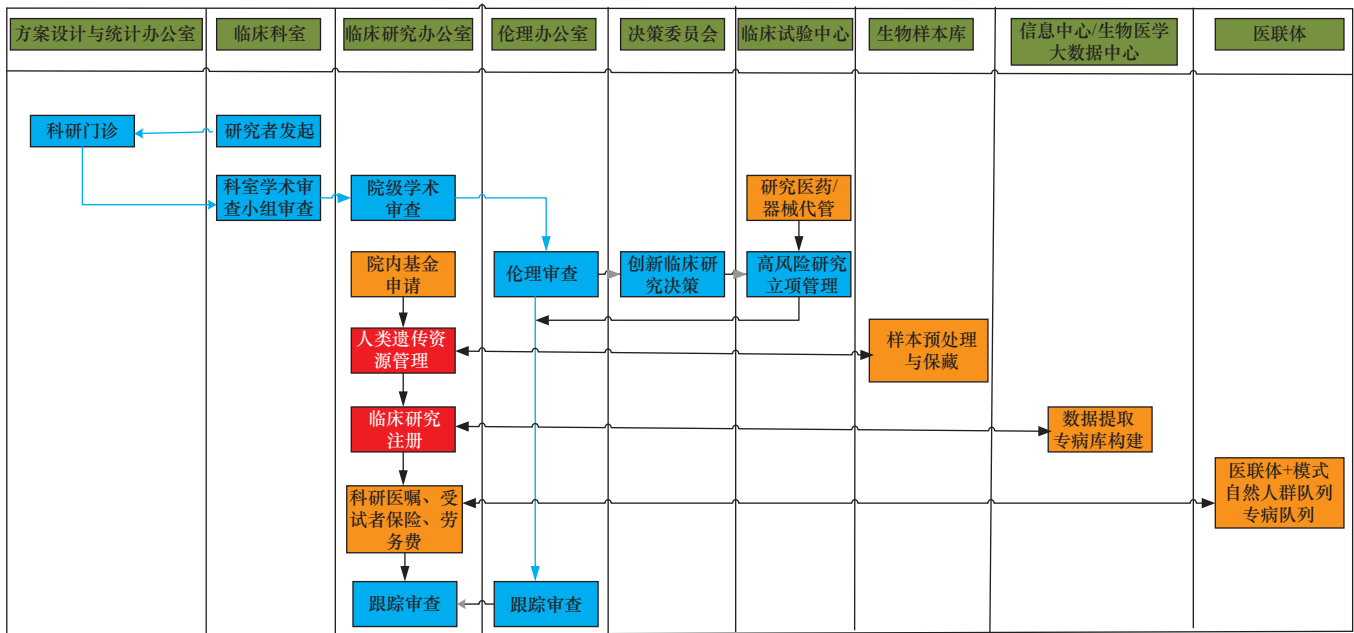 方案设计与统计办公室
临床科室
临床研究办公室
伦理办公室
决策委员会
临床试验中心
生物样本库
信息中心/生物医学
大数据中心
医联体
科研门诊
研究者发起
科室学术审
查小组审查
院级学术
审查
研究医药/
器械代管
院内基金
申请
伦理审查
创新临床研
究决策
高风险研究
立项管理
人类遗传资
源管理
样本预处理
与保藏
临床研究
注册
数据提取
专病库构建
科研医嘱、受
试者保险、劳
务费
医联体+模式
自然人群队列
专病队列
跟踪审查
跟踪审查